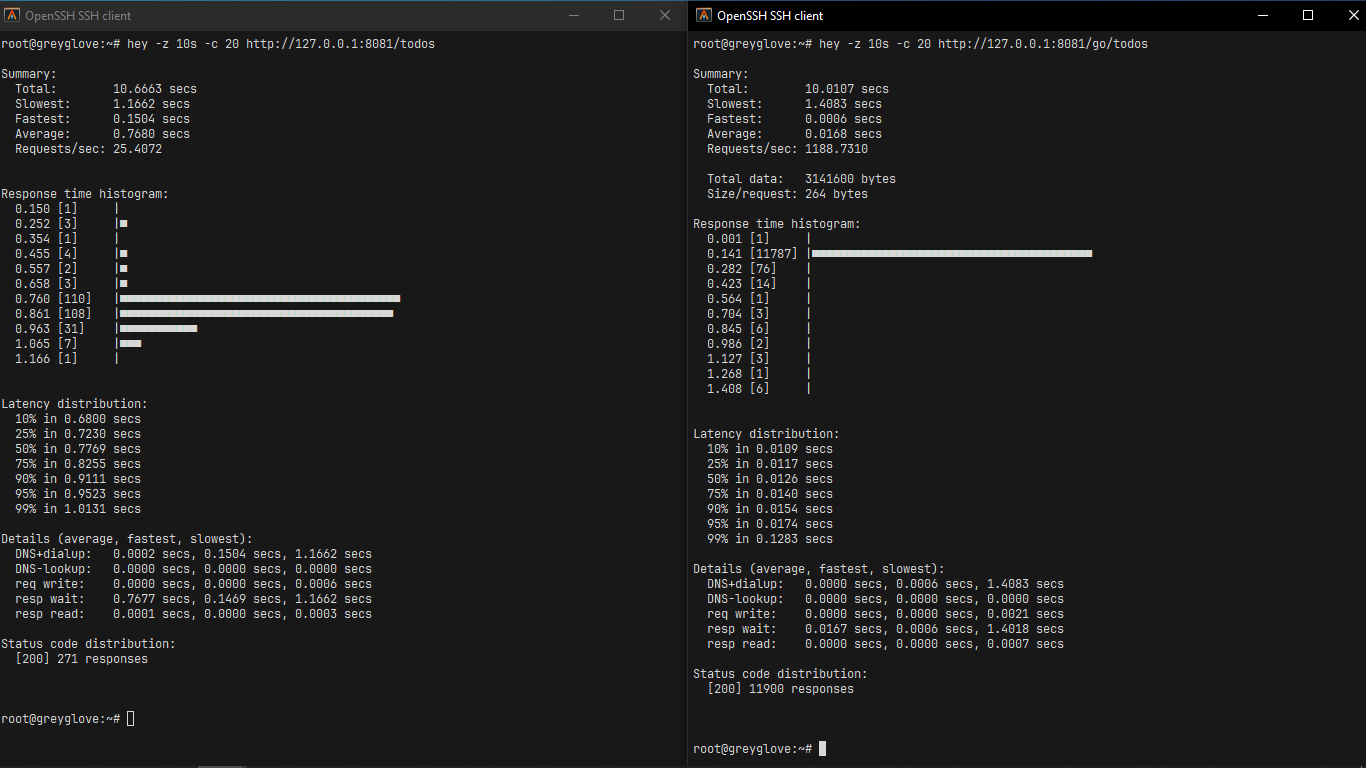 OpenSSH SSH client
root@greyglove:~# hey -z 10s -c 20 http://127.0.0.1:8081/todos
Summary:
Total: 10.6663 secs
Slowest: 1.1662 secs
Fastest: 0.1504 secs
Average: 0.7680 secs
Requests/sec: 25.4072
Response time histogram:
0.150 [1] |
0.252 [3] |■
0.354 [1] |
0.455 [4] |■
0.557 [2] |■
0.658 [3] |■
0.760 [110] |■■■■■■■■■■■■■■■■■■■■■■■■■■■■■■■■■■■■■■■■
0.861 [108] |■■■■■■■■■■■■■■■■■■■■■■■■■■■■■■■■■■■■■■■
0.963 [31] |■■■■■■■■■■■
1.065 [7] |■■■
1.166 [1] |
Latency distribution:
10% in 0.6800 secs
25% in 0.7230 secs
50% in 0.7769 secs
75% in 0.8255 secs
90% in 0.9111 secs
95% in 0.9523 secs
99% in 1.0131 secs
Details (average, fastest, slowest):
DNS+dialup: 0.0002 secs, 0.1504 secs, 1.1662 secs
DNS-lookup: 0.0000 secs, 0.0000 secs, 0.0000 secs
req write: 0.0000 secs, 0.0000 secs, 0.0006 secs
resp wait: 0.7677 secs, 0.1469 secs, 1.1662 secs
resp read: 0.0001 secs, 0.0000 secs, 0.0003 secs
Status code distribution:
[200] 271 responses
root@greyglove:~#
OpenSSH SSH client
root@greyglove:~# hey -z 10s -c 20 http://127.0.0.1:8081/go/todos
Summary:
Total: 10.0107 secs
Slowest: 1.4083 secs
Fastest: 0.0006 secs
Average: 0.0168 secs
Requests/sec: 1188.7310
Total data: 3141600 bytes
Size/request: 264 bytes
Response time histogram:
0.001 [1] |
0.141 [11787] |■■■■■■■■■■■■■■■■■■■■■■■■■■■■■■■■■■■■■■■■
0.282 [76] |
0.423 [14] |
0.564 [1] |
0.704 [3] |
0.845 [6] |
0.986 [2] |
1.127 [3] |
1.268 [1] |
1.408 [6] |
Latency distribution:
10% in 0.0109 secs
25% in 0.0117 secs
50% in 0.0126 secs
75% in 0.0140 secs
90% in 0.0154 secs
95% in 0.0174 secs
99% in 0.1283 secs
Details (average, fastest, slowest):
DNS+dialup: 0.0000 secs, 0.0006 secs, 1.4083 secs
DNS-lookup: 0.0000 secs, 0.0000 secs, 0.0000 secs
req write: 0.0000 secs, 0.0000 secs, 0.0021 secs
resp wait: 0.0167 secs, 0.0006 secs, 1.4018 secs
resp read: 0.0000 secs, 0.0000 secs, 0.0007 secs
Status code distribution:
[200] 11900 responses
root@greyglove:~#